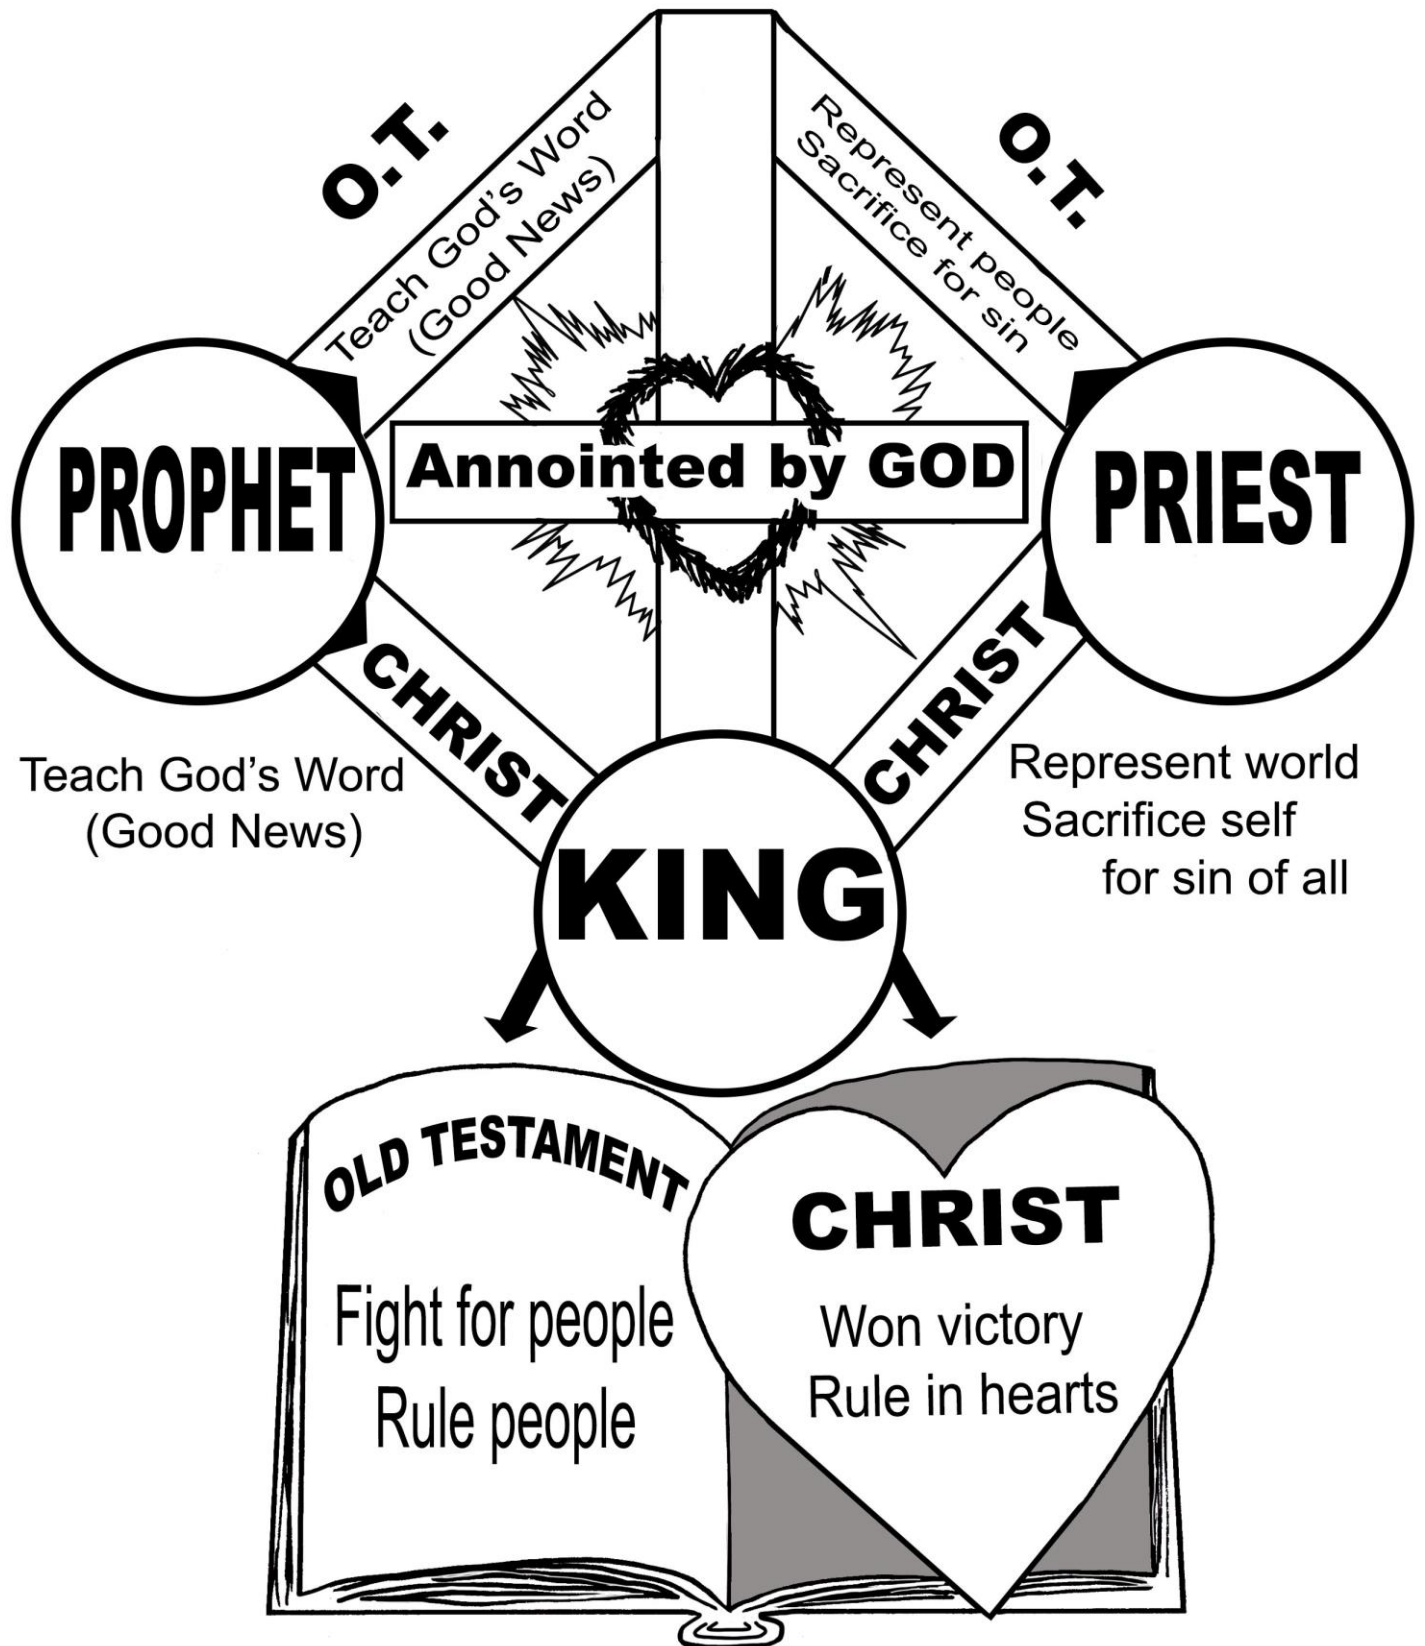 O.T.
Teach God's Word
(Good News)
O.T.
Represent people
Sacrifice for sin
PROPHET
Annointed by GOD
PRIEST
CHRIST
CHRIST
Teach God's Word
(Good News)
Represent world
Sacrifice self
for sin of all
KING
OLD TESTAMENT
Fight for people
Rule people
CHRIST
Won victory
Rule in hearts